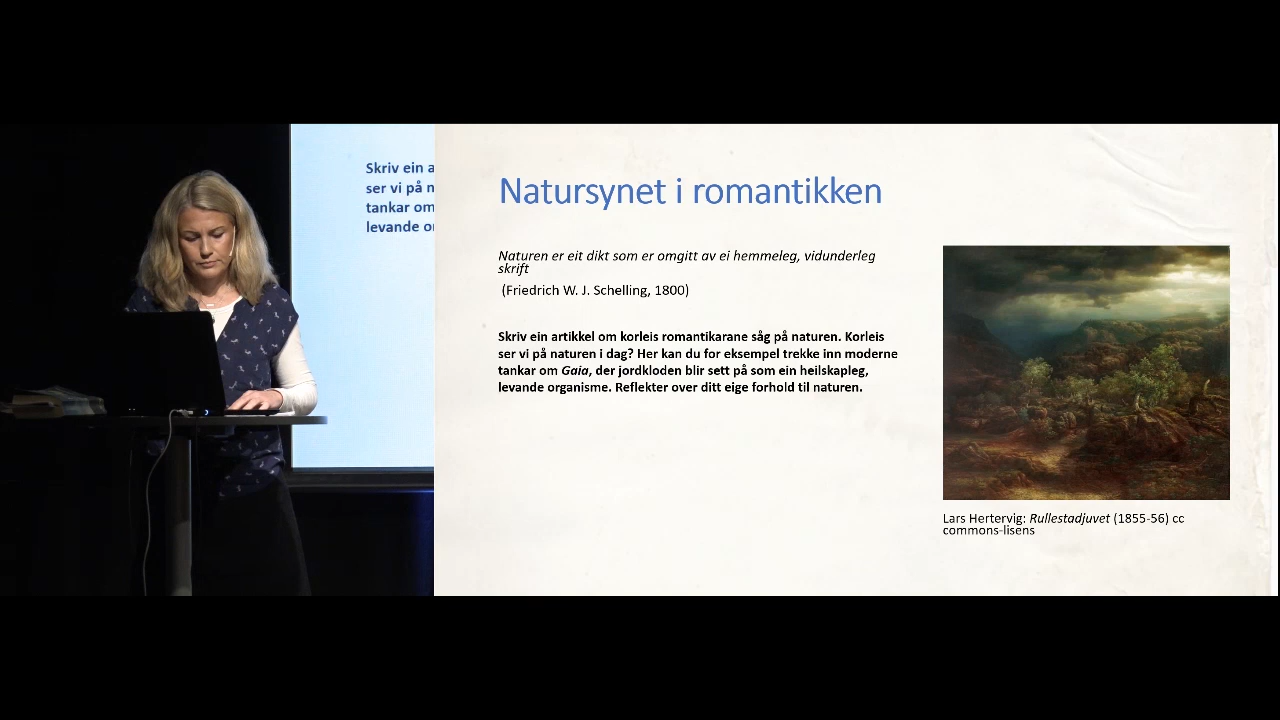 Skriv ein a
ser vi på n
tankar om
levande o
Natursynet i romantikken
Naturen er eit dikt som er omgitt av ei hemmeleg, vidunderleg
skrift
(Friedrich W. J. Schelling, 1800)
Skriv ein artikkel om korleis romantikarane såg på naturen. Korleis
ser vi på naturen i dag? Her kan du for eksempel trekke inn moderne
tankar om Gaia, der jordkloden blir sett på som ein heilskapleg,
levande organisme. Reflekter over ditt eige forhold til naturen.
Lars Hertervig: Rullestadjuvet (1855-56) cc
commons-lisens